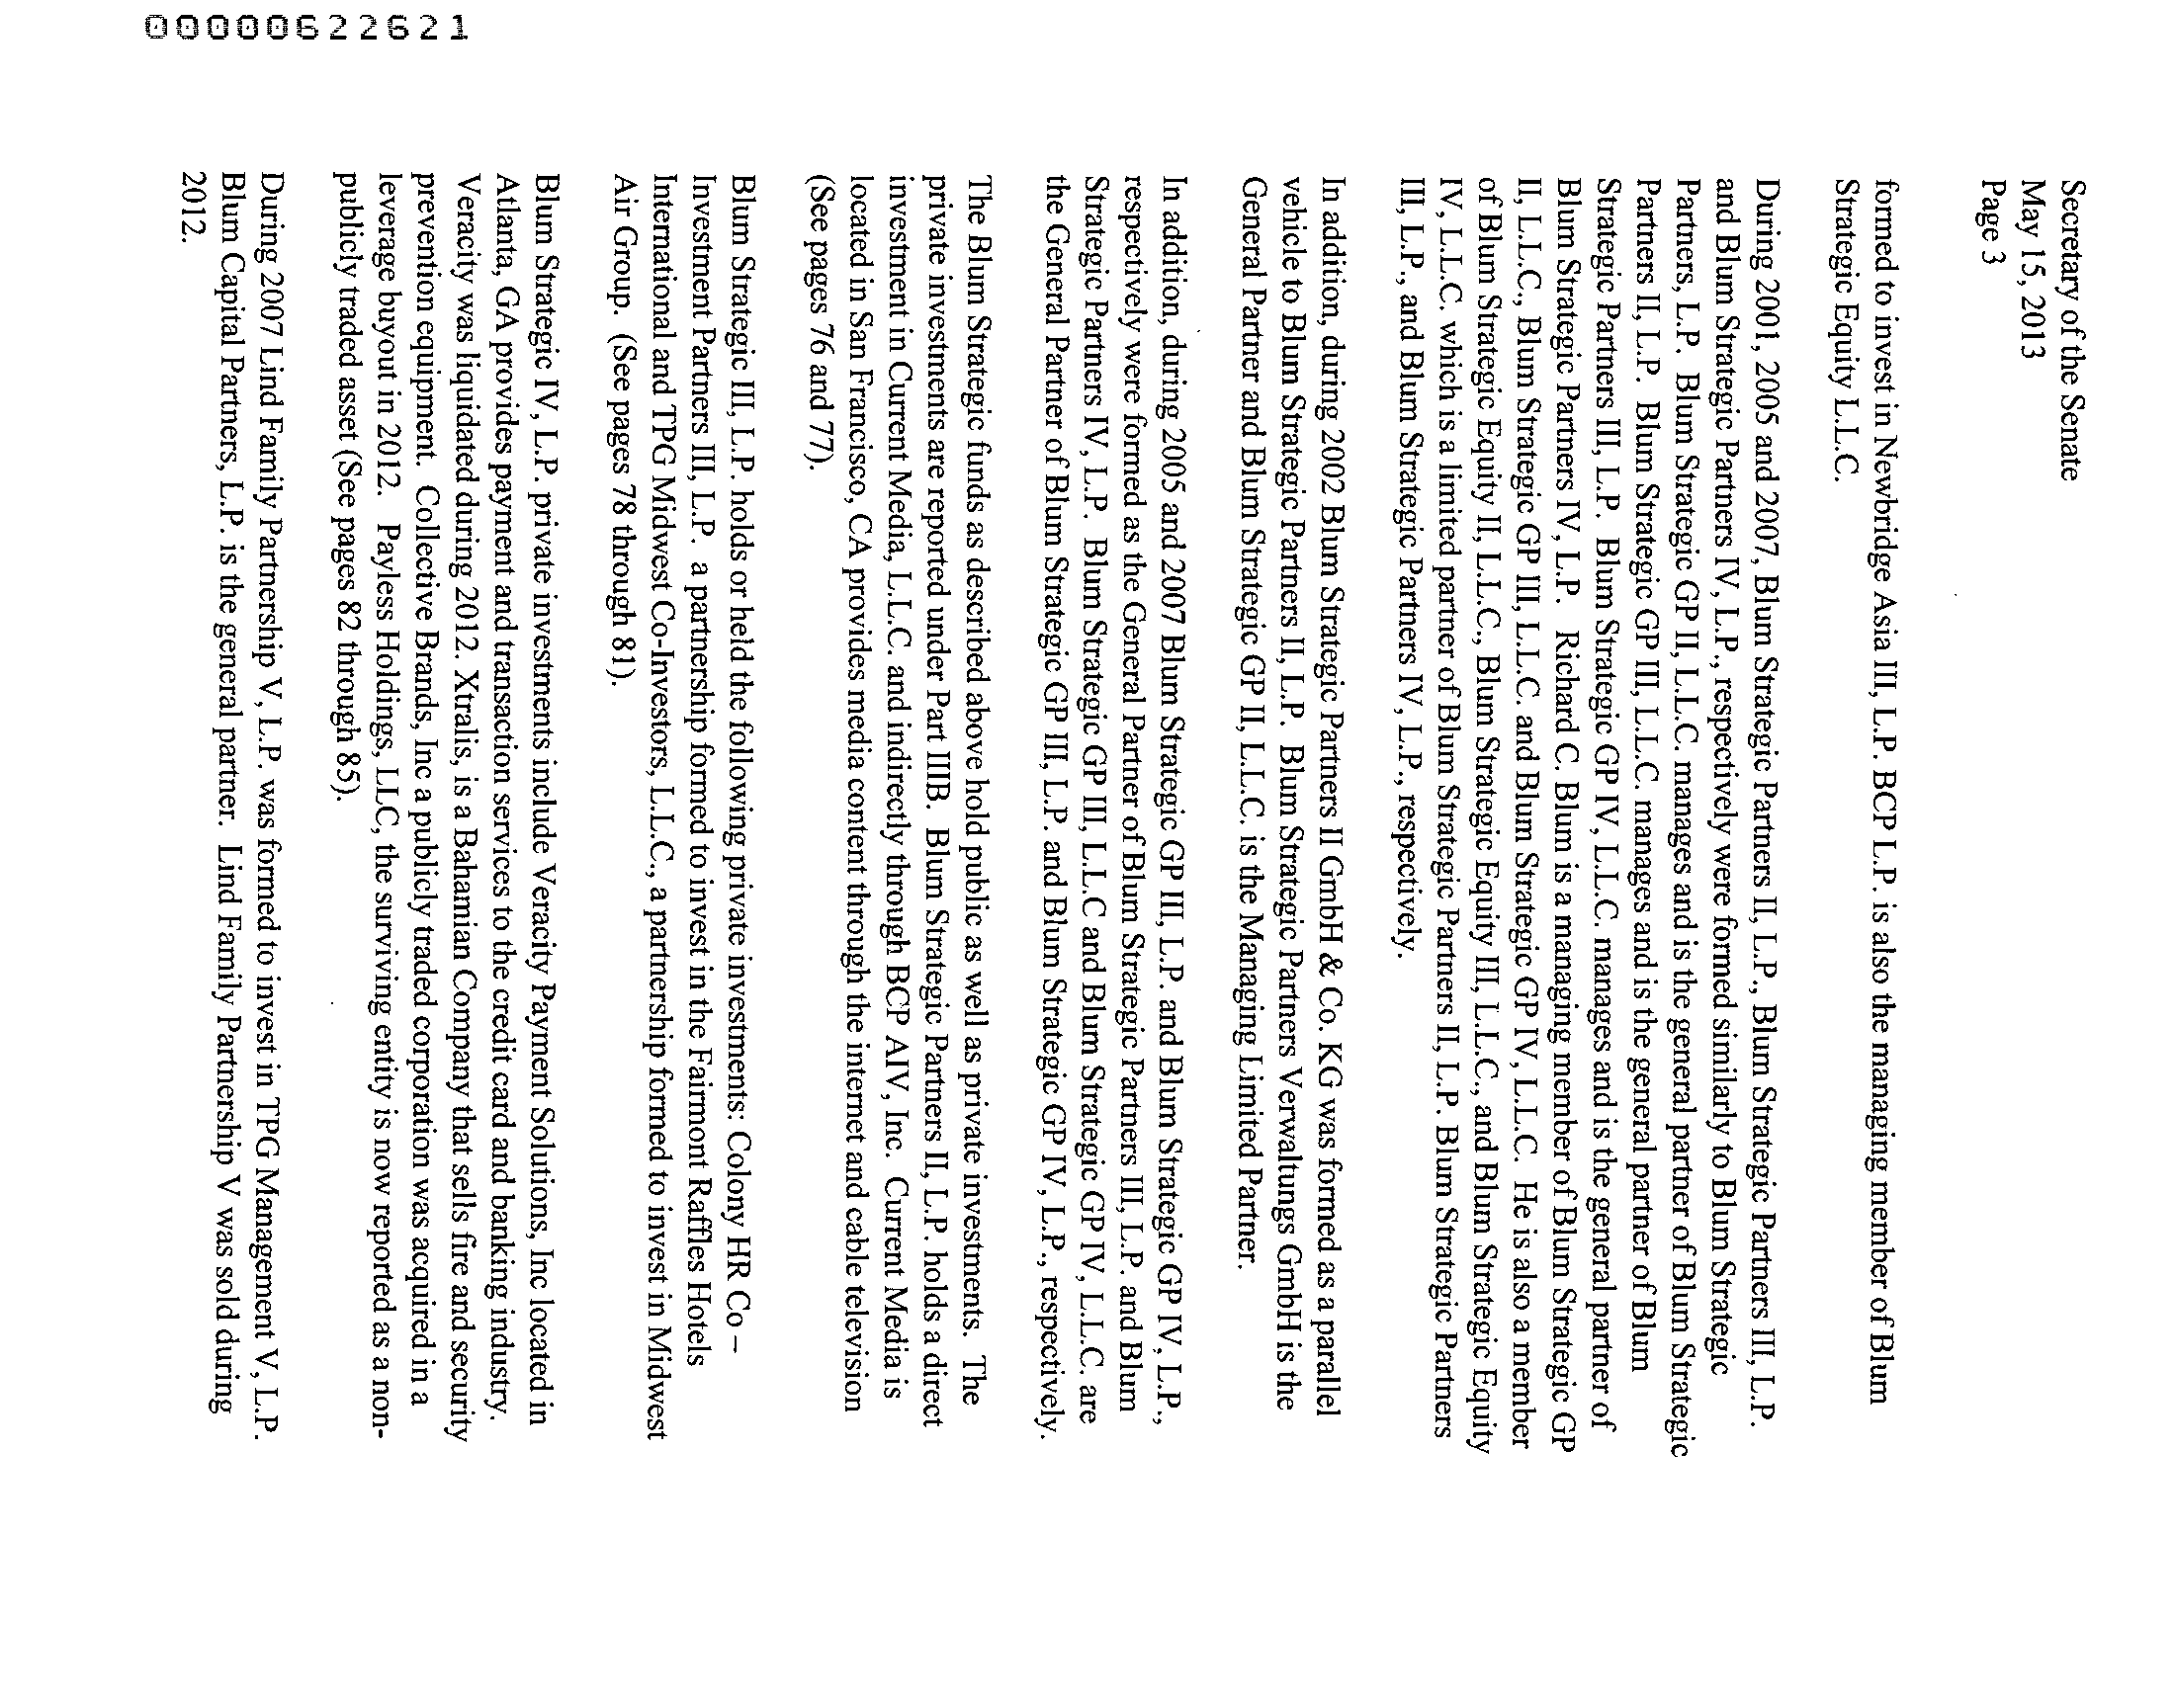 00000622621
Secretary of the Senate
May 15, 2013
Page 3
formed to invest in Newbridge Asia III, L.P. BCP L.P. is also the managing member of Blum
Strategic Equity L.L.C.
During 2001, 2005 and 2007, Blum Strategic Partners II, L.P., Blum Strategic Partners III, L.P.
and Blum Strategic Partners IV, L.P., respectively were formed similarly to Blum Strategic
Partners, L.P. Blum Strategic GP II, L.L.C. manages and is the general partner of Blum Strategic
Partners II, L.P. Blum Strategic GP III, L.L.C. manages and is the general partner of Blum
Strategic Partners III, L.P. Blum Strategic GP IV, L.L.C. manages and is the general partner of
Blum Strategic Partners IV, L.P. Richard C. Blum is a managing member of Blum Strategic GP
II, L.L.C., Blum Strategic GP III, L.L.C. and Blum Strategic GP IV, L.L.C. He is also a member
of Blum Strategic Equity II, L.L.C., Blum Strategic Equity III, L.L.C., and Blum Strategic Equity
IV, L.L.C. which is a limited partner of Blum Strategic Partners II, L.P. Blum Strategic Partners
III, L.P., and Blum Strategic Partners IV, L.P., respectively.
In addition, during 2002 Blum Strategic Partners II GmbH & Co. KG was formed as a parallel
vehicle to Blum Strategic Partners II, L.P. Blum Strategic Partners Verwaltungs GmbH is the
General Partner and Blum Strategic GP II, L.L.C. is the Managing Limited Partner.
In addition, during 2005 and 2007 Blum Strategic GP III, L.P. and Blum Strategic GP IV, L.P.,
respectively were formed as the General Partner of Blum Strategic Partners III, L.P. and Blum
Strategic Partners IV, L.P. Blum Strategic GP III, L.L.C and Blum Strategic GP IV, L.L.C. are
the General Partner of Blum Strategic GP III, L.P. and Blum Strategic GP IV, L.P., respectively.
The Blum Strategic funds as described above hold public as well as private investments. The
private investments are reported under Part IIIB. Blum Strategic Partners II, L.P. holds a direct
investment in Current Media, L.L.C. and indirectly through BCP AIV, Inc. Current Media is
located in San Francisco, CA provides media content through the internet and cable television
(See pages 76 and 77).
Blum Strategic III, L.P. holds or held the following private investments: Colony HR Co –
Investment Partners III, L.P. a partnership formed to invest in the Fairmont Raffles Hotels
International and TPG Midwest Co-Investors, L.L.C., a partnership formed to invest in Midwest
Air Group. (See pages 78 through 81).
Blum Strategic IV, L.P. private investments include Veracity Payment Solutions, Inc located in
Atlanta, GA provides payment and transaction services to the credit card and banking industry.
Veracity was liquidated during 2012. Xtralis, is a Bahamian Company that sells fire and security
prevention equipment. Collective Brands, Inc a publicly traded corporation was acquired in a
leverage buyout in 2012. Payless Holdings, LLC, the surviving entity is now reported as a non-
publicly traded asset (See pages 82 through 85).
During 2007 Lind Family Partnership V, L.P. was formed to invest in TPG Management V, L.P.
Blum Capital Partners, L.P. is the general partner. Lind Family Partnership V was sold during
2012.